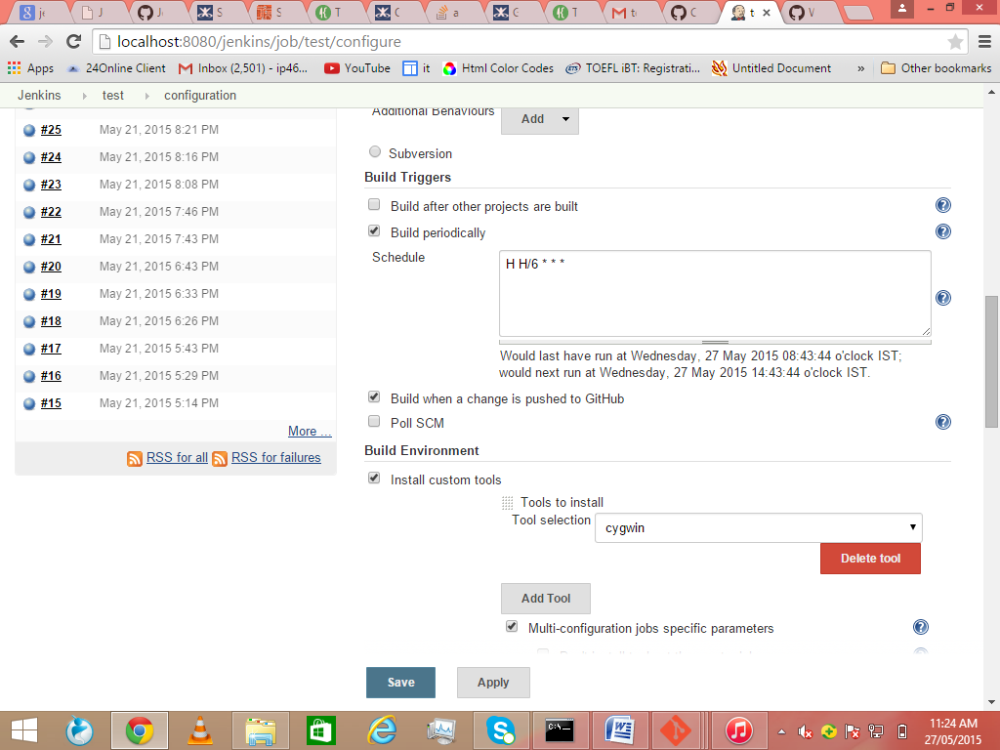 localhost:8080/jenkins/job/test/configure
Apps 24Online Client Inbox (2,501) - ip46... YouTube it Html Color Codes TOEFL iBT: Registrati... Untitled Document » Other bookmarks
Jenkins test configuration
#25 May 21, 2015 8:21 PM
#24 May 21, 2015 8:16 PM
#23 May 21, 2015 8:08 PM
#22 May 21, 2015 7:46 PM
#21 May 21, 2015 7:43 PM
#20 May 21, 2015 6:43 PM
#19 May 21, 2015 6:33 PM
#18 May 21, 2015 6:26 PM
#17 May 21, 2015 5:43 PM
#16 May 21, 2015 5:29 PM
#15 May 21, 2015 5:14 PM
More ...
RSS for all RSS for failures
Additional Behaviours Add
Subversion
Build Triggers
Build after other projects are built
Build periodically
Schedule
H H/6 * * *
Would last have run at Wednesday, 27 May 2015 08:43:44 o'clock IST;
would next run at Wednesday, 27 May 2015 14:43:44 o'clock IST.
Build when a change is pushed to GitHub
Poll SCM
Build Environment
Install custom tools
Tools to install
Tool selection cygwin
Delete tool
Add Tool
Multi-configuration jobs specific parameters
Save Apply
11:24 AM
27/05/2015